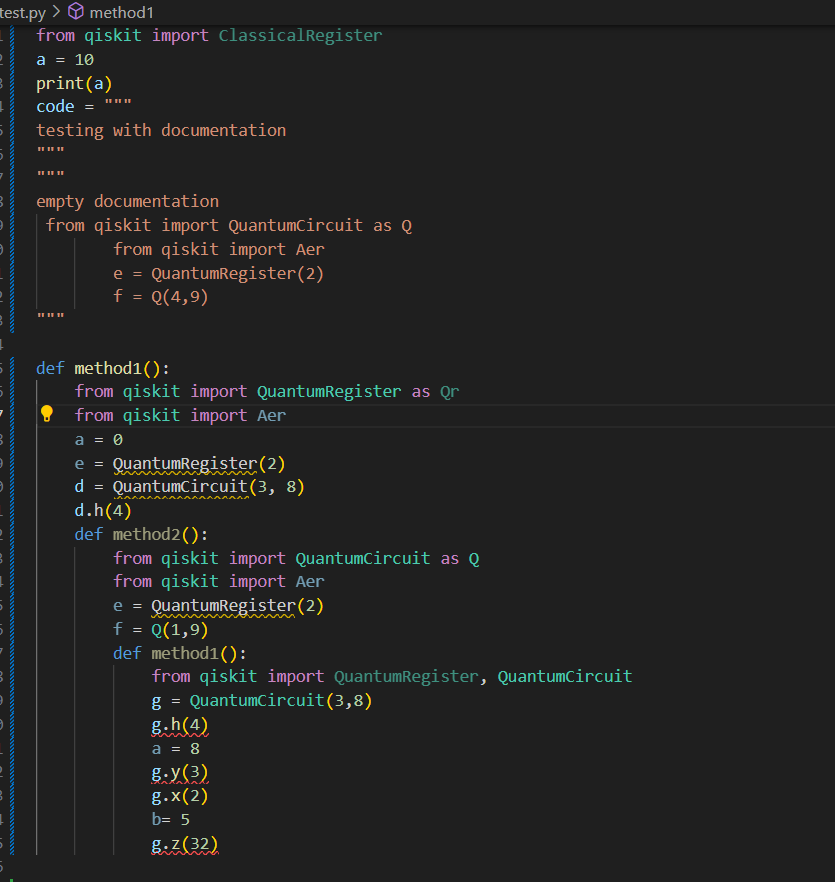 test.py > method1
from qiskit import ClassicalRegister
a = 10
print(a)
code = """
testing with documentation
"""
"""
empty documentation
 from qiskit import QuantumCircuit as Q
        from qiskit import Aer
        e = QuantumRegister(2)
        f = Q(4,9)
"""

def method1():
    from qiskit import QuantumRegister as Qr
    from qiskit import Aer
    a = 0
    e = QuantumRegister(2)
    d = QuantumCircuit(3, 8)
    d.h(4)
    def method2():
        from qiskit import QuantumCircuit as Q
        from qiskit import Aer
        e = QuantumRegister(2)
        f = Q(1,9)
        def method1():
            from qiskit import QuantumRegister, QuantumCircuit
            g = QuantumCircuit(3,8)
            g.h(4)
            a = 8
            g.y(3)
            g.x(2)
            b= 5
            g.z(32)